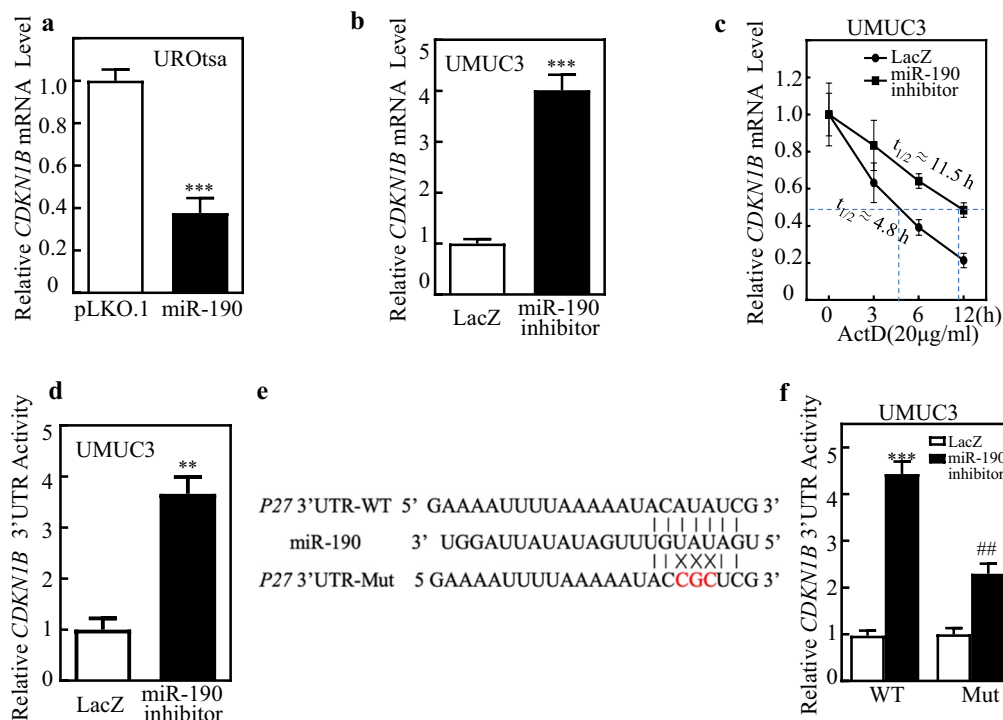 a
UROtsa
Relative CDKN1B mRNA Level
1.0
0.8
0.6
0.4
0.2
0
***
pLKO.1 miR-190
b
UMUC3
Relative CDKN1B mRNA Level
5
4
3
2
1
0
***
LacZ miR-190 inhibitor
c
UMUC3
LacZ
miR-190
inhibitor
Relative CDKN1B mRNA Level
1.2
1.0
0.8
0.6
0.4
0.2
0
t1/2 ≈ 11.5 h
t1/2 ≈ 4.8 h
0 3 6 12(h)
ActD(20μg/ml)
d
UMUC3
Relative CDKN1B 3’UTR Activity
5
4
3
2
1
0
**
LacZ miR-190 inhibitor
e
P27 3’UTR-WT 5’ GAAAAUUUUAAAAAUACAUAUCG 3’
miR-190 3’ UGGAUUAUAUAGUUUGUAUAGU 5’
XXX
P27 3’UTR-Mut 5 GAAAAUUUUAAAAAUACCGCUCG 3’
f
UMUC3
LacZ
miR-190
inhibitor
Relative CDKN1B 3’UTR Activity
5
4
3
2
1
0
***
##
WT Mut